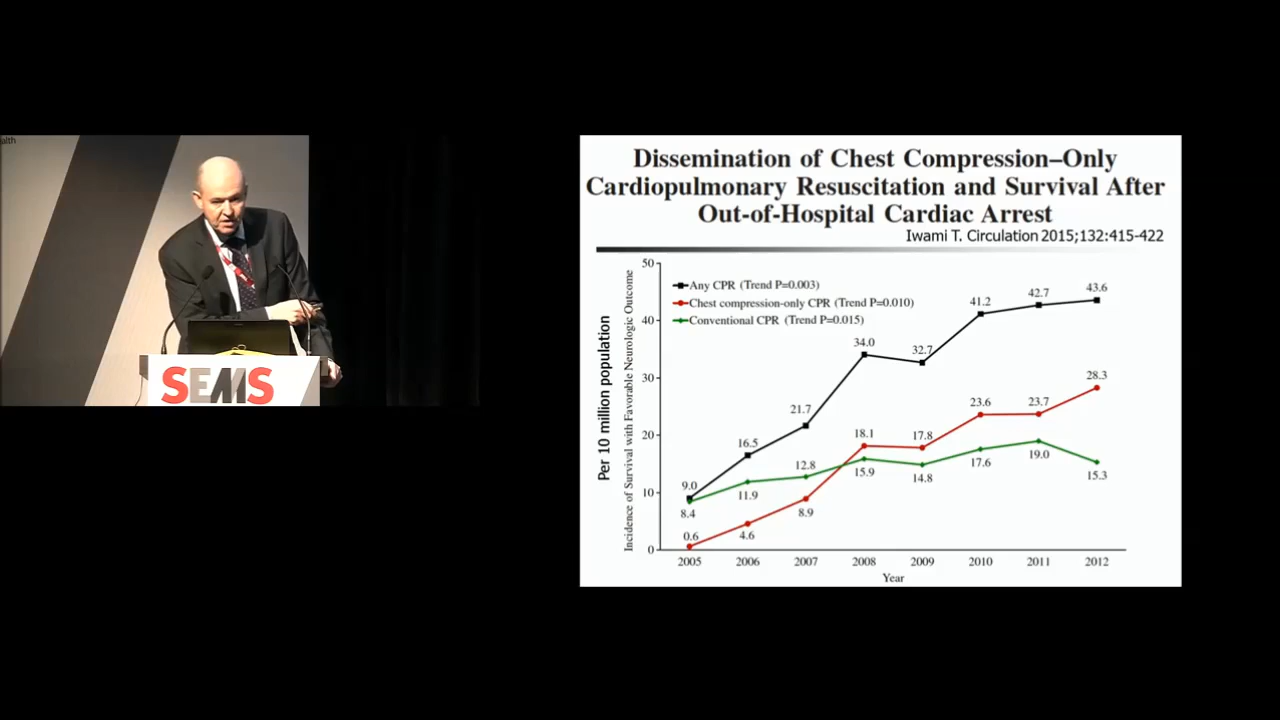 alth
SEMS
Dissemination of Chest Compression–Only
Cardiopulmonary Resuscitation and Survival After
Out-of-Hospital Cardiac Arrest
Iwami T. Circulation 2015;132:415-422
Per 10 million population
Incidence of Survival with Favorable Neurologic Outcome
50
40
30
20
10
0
Any CPR (Trend P=0.003)
Chest compression-only CPR (Trend P=0.010)
Conventional CPR (Trend P=0.015)
9.0
16.5
21.7
34.0
32.7
41.2
42.7
43.6
0.6
4.6
8.9
18.1
17.8
23.6
23.7
28.3
8.4
11.9
12.8
15.9
14.8
17.6
19.0
15.3
2005 2006 2007 2008 2009 2010 2011 2012
Year